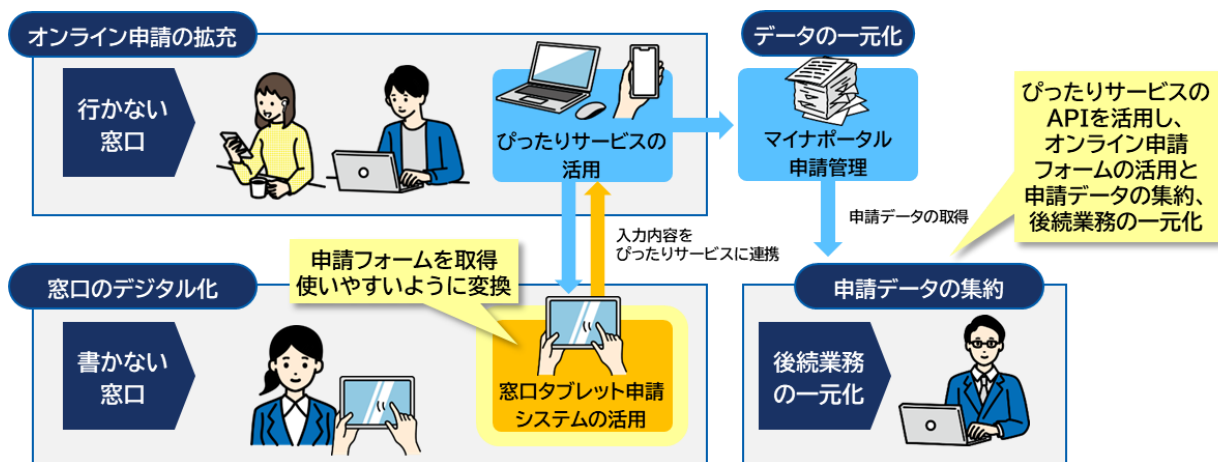 オンライン申請の拡充
行かない
窓口
ぴったりサービスの
活用
データの一元化
マイナポータル
申請管理
ぴったりサービスの
APIを活用し、
オンライン申請
フォームの活用と
申請データの集約、
後続業務の一元化
申請データの取得
入力内容を
ぴったりサービスに連携
申請フォームを取得
使いやすいように変換
窓口のデジタル化
書かない
窓口
窓口タブレット申請
システムの活用
申請データの集約
後続業務
の一元化